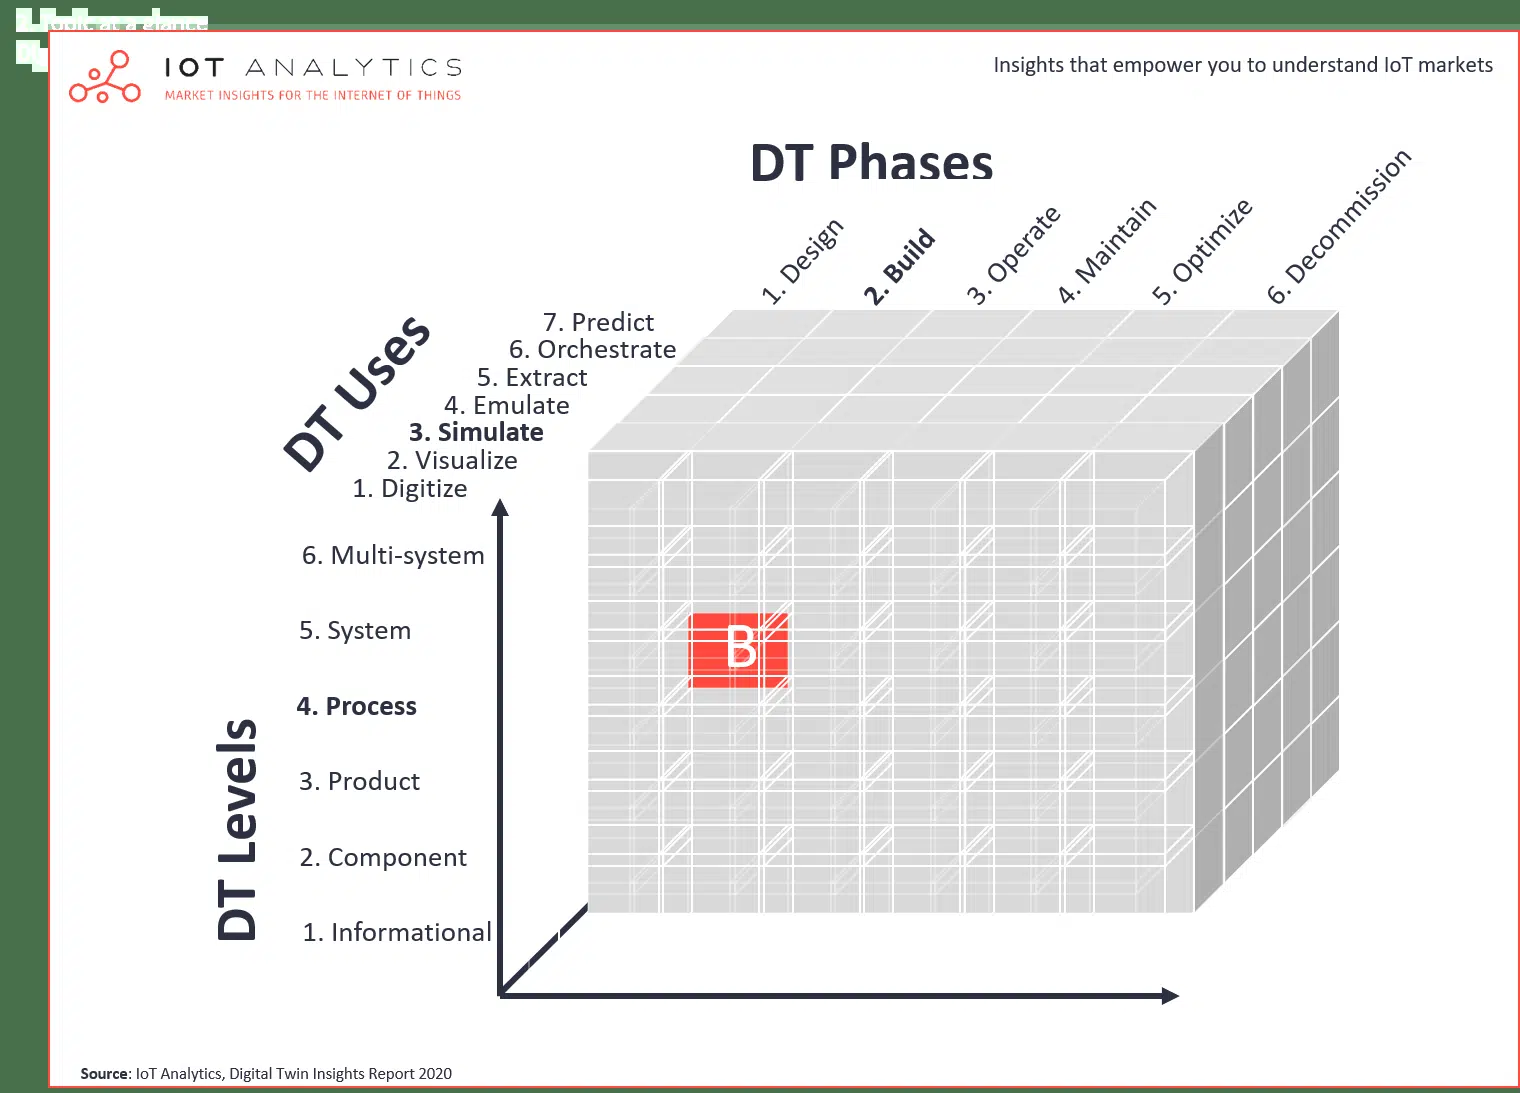 IOT ANALYTICS
MARKET INSIGHTS FOR THE INTERNET OF THINGS
Insights that empower you to understand IoT markets
DT Phases
1. Design
2. Build
3. Operate
4. Maintain
5. Optimize
6. Decommission
DT Uses
7. Predict
6. Orchestrate
5. Extract
4. Emulate
3. Simulate
2. Visualize
1. Digitize
DT Levels
6. Multi-system
5. System
4. Process
3. Product
2. Component
1. Informational
B
Source: IoT Analytics, Digital Twin Insights Report 2020